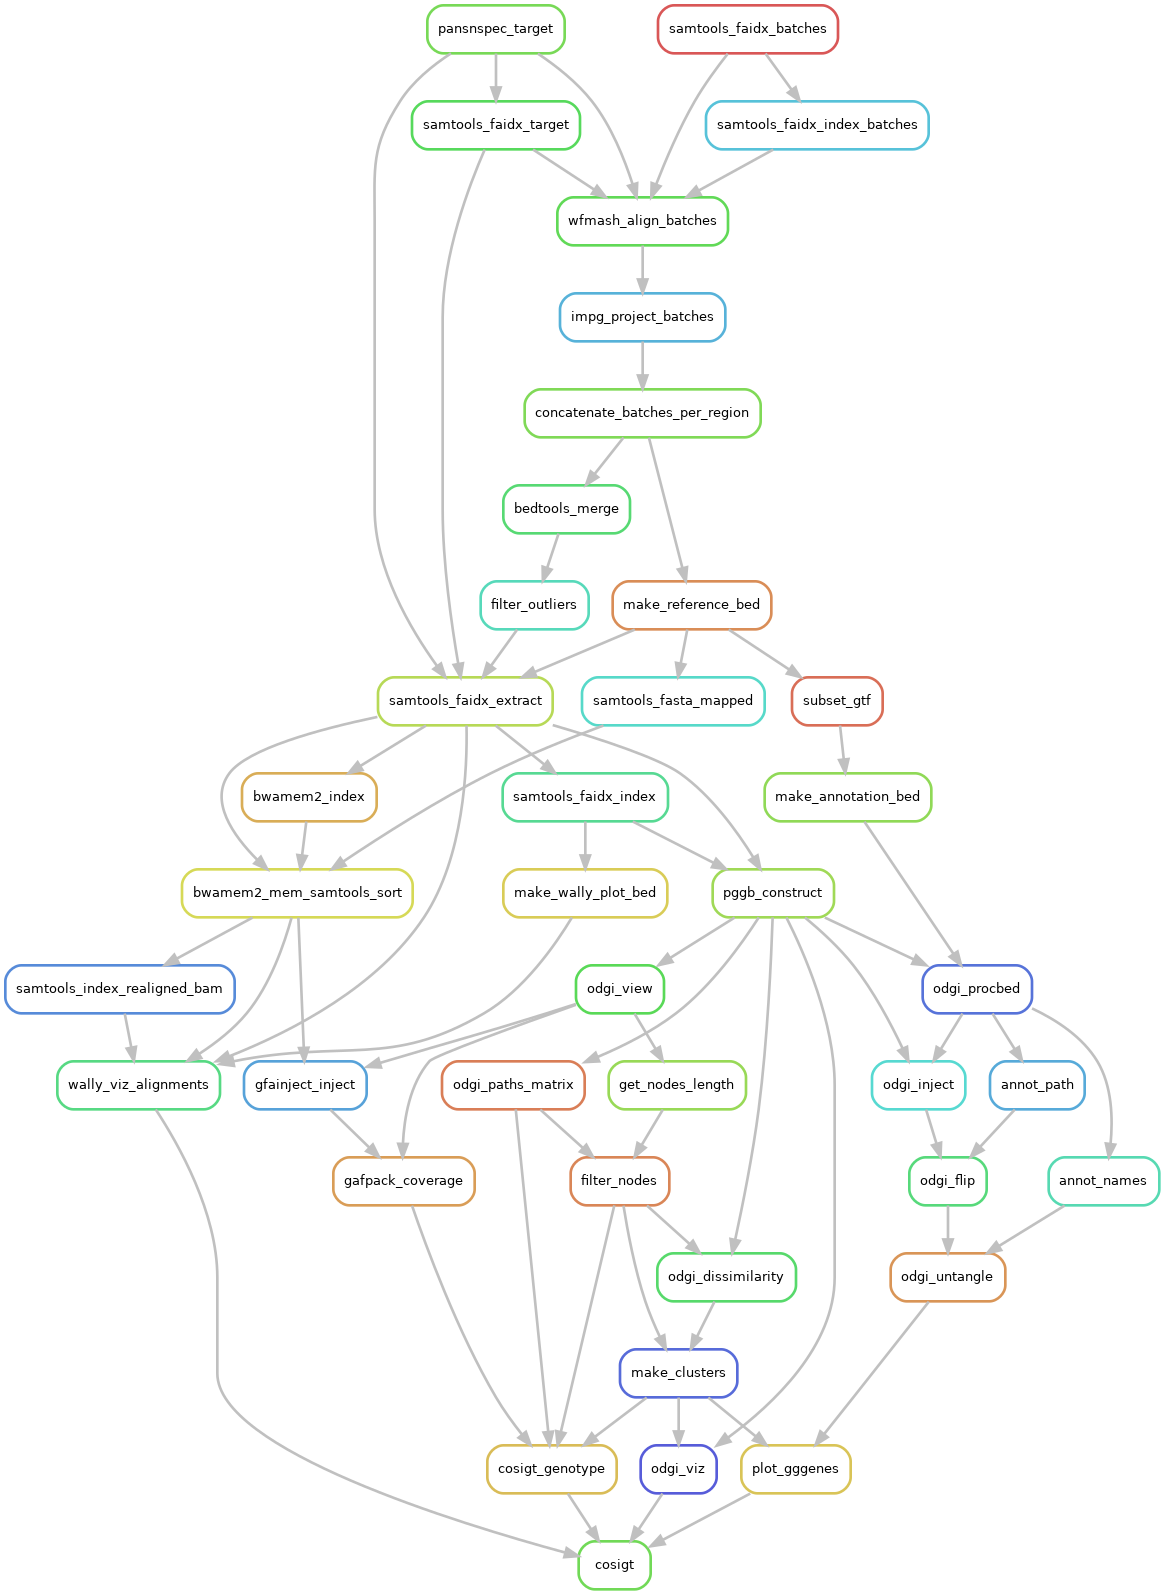 pansnspec_target
samtools_faidx_batches
samtools_faidx_target
samtools_faidx_index_batches
wfmash_align_batches
impg_project_batches
concatenate_batches_per_region
bedtools_merge
filter_outliers
make_reference_bed
samtools_faidx_extract
samtools_fasta_mapped
subset_gtf
bwamem2_index
samtools_faidx_index
make_annotation_bed
bwamem2_mem_samtools_sort
make_wally_plot_bed
pggb_construct
samtools_index_realigned_bam
odgi_view
odgi_procbed
wally_viz_alignments
gfainject_inject
odgi_paths_matrix
get_nodes_length
odgi_inject
annot_path
gafpack_coverage
filter_nodes
odgi_flip
annot_names
odgi_dissimilarity
odgi_untangle
make_clusters
cosigt_genotype
odgi_viz
plot_gggenes
cosigt